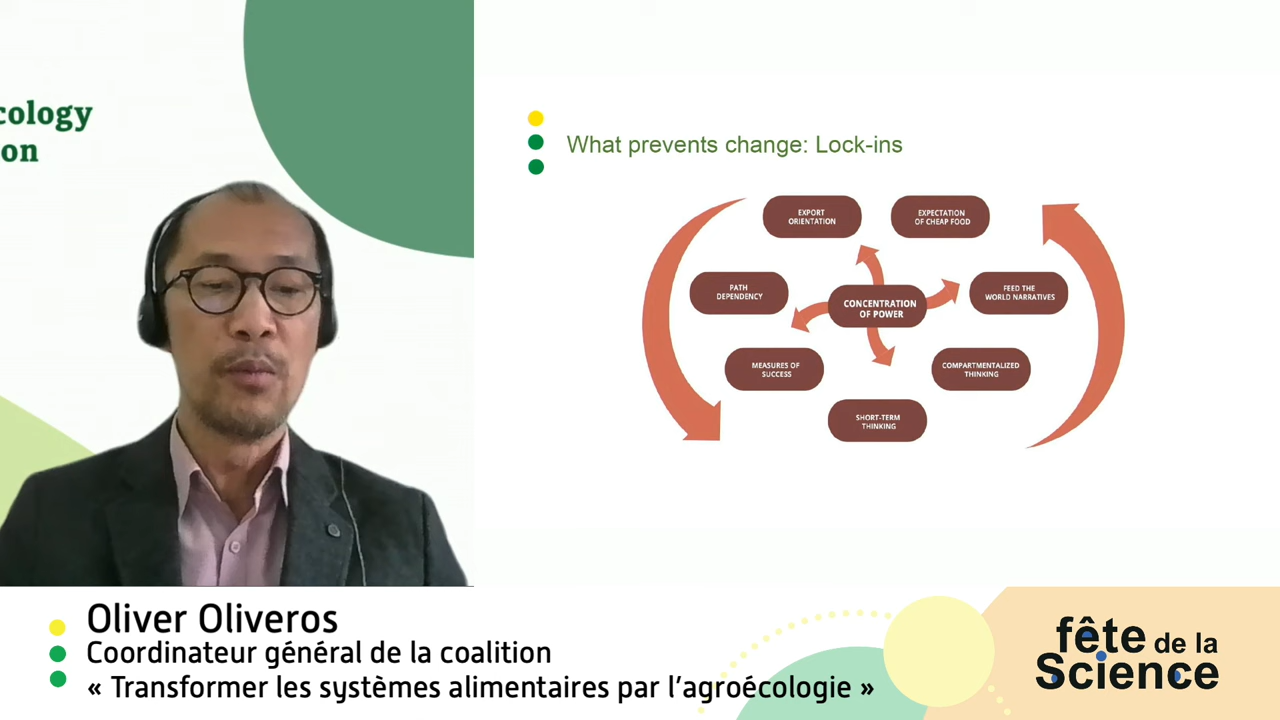 cology
on
What prevents change: Lock-ins
EXPORT
ORIENTATION
EXPECTATION
OF CHEAP FOOD
PATH
DEPENDENCY
CONCENTRATION
OF POWER
FEED THE
WORLD NARRATIVES
MEASURES OF
SUCCESS
COMPARTMENTALIZED
THINKING
SHORT-TERM
THINKING
Oliver Oliveros
Coordinateur général de la coalition
« Transformer les systèmes alimentaires par l’agroécologie »
fête de la
Science